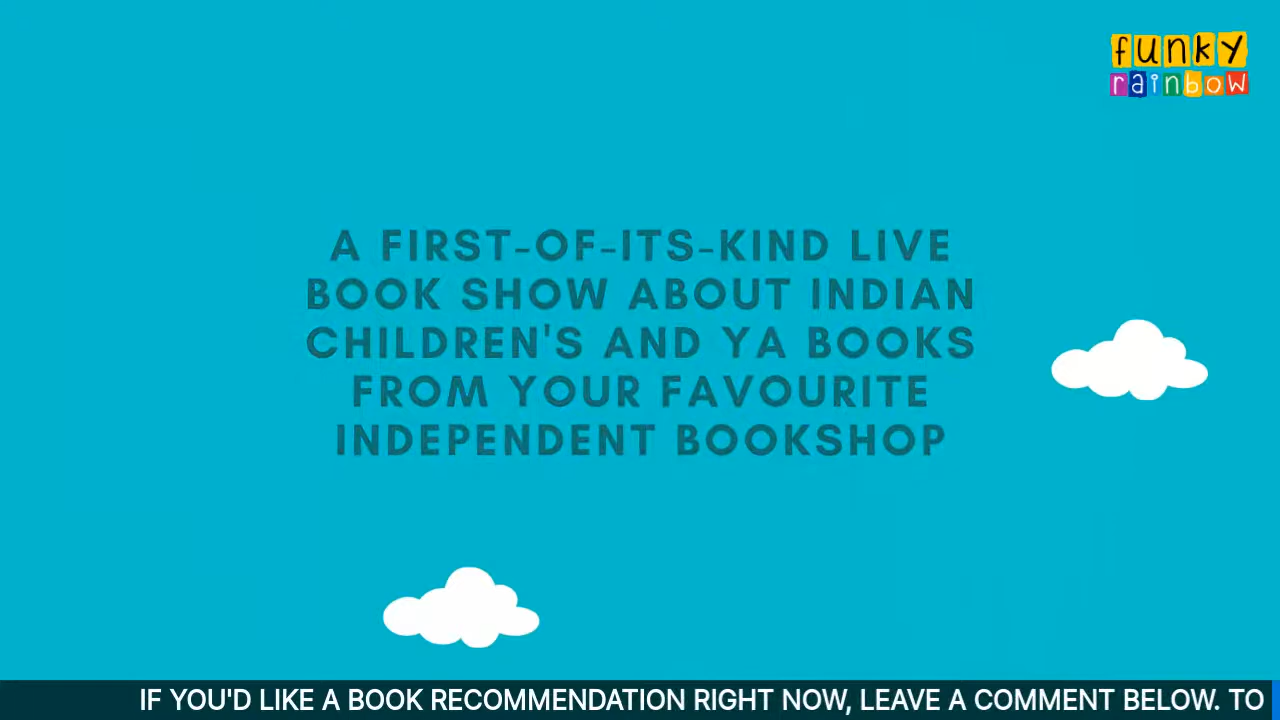 funky
rainbow
A FIRST-OF-ITS-KIND LIVE
BOOK SHOW ABOUT INDIAN
CHILDREN'S AND YA BOOKS
FROM YOUR FAVOURITE
INDEPENDENT BOOKSHOP
IF YOU'D LIKE A BOOK RECOMMENDATION RIGHT NOW, LEAVE A COMMENT BELOW. TO